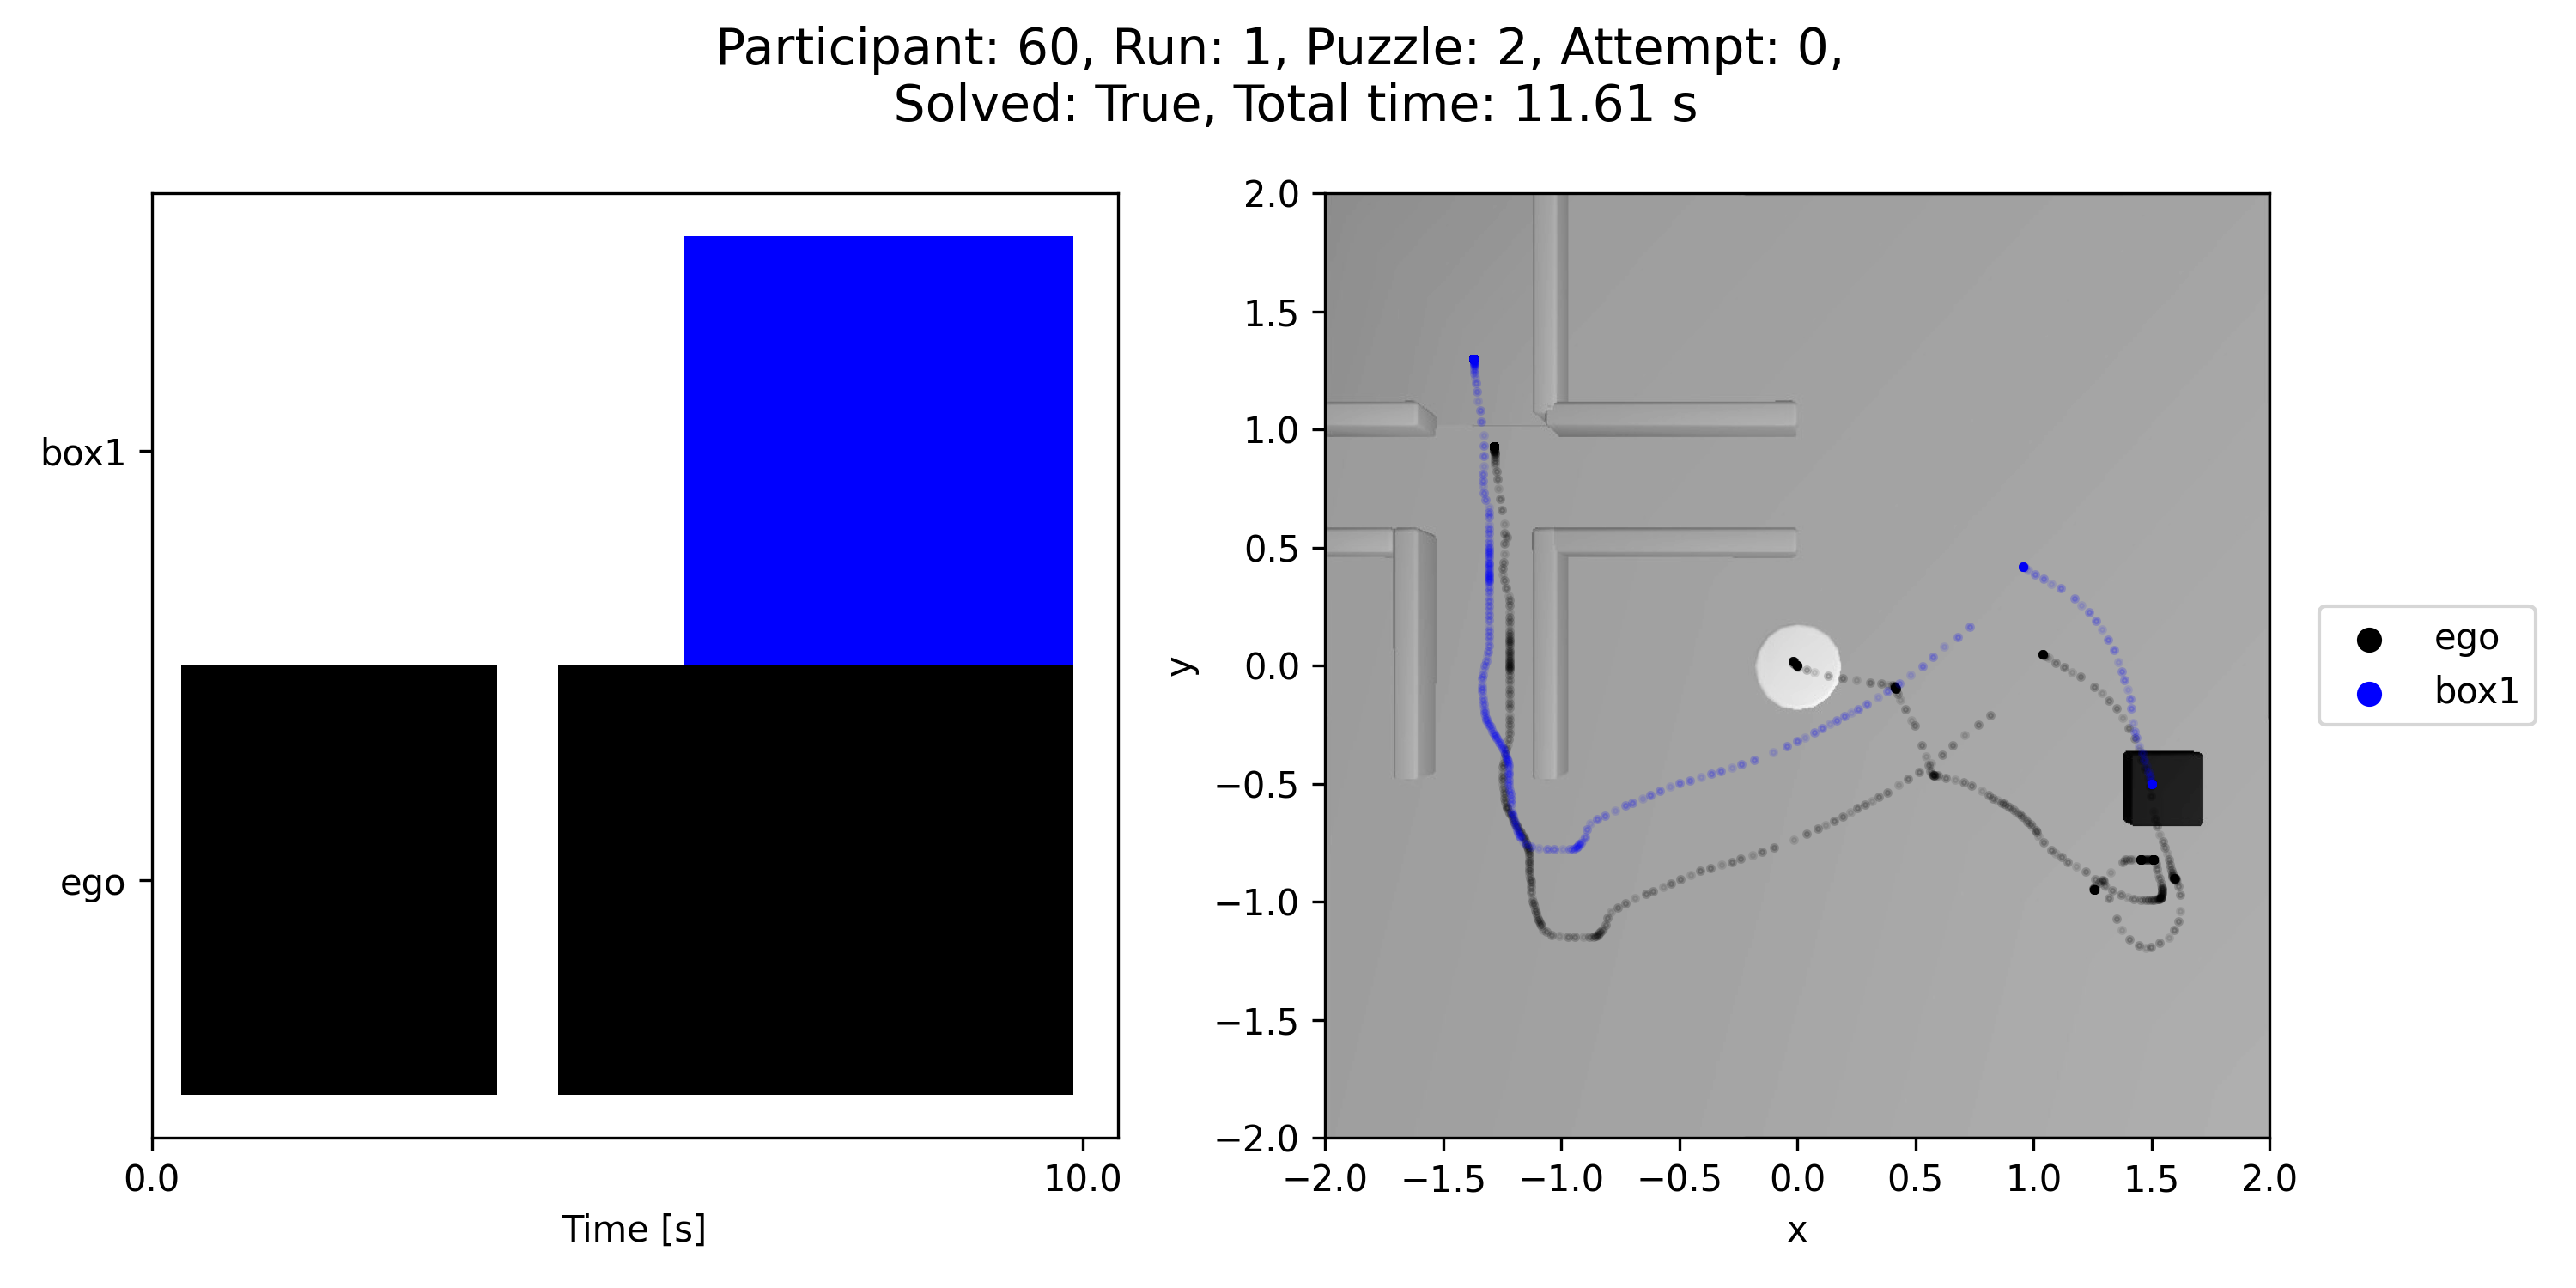 Participant: 60, Run: 1, Puzzle: 2, Attempt: 0,
Solved: True, Total time: 11.61 s
box1
ego
0.0
10.0
Time [s]
2.0
1.5
1.0
0.5
0.0
−0.5
−1.0
−1.5
−2.0
y
−2.0
−1.5
−1.0
−0.5
0.0
0.5
1.0
1.5
2.0
x
ego
box1